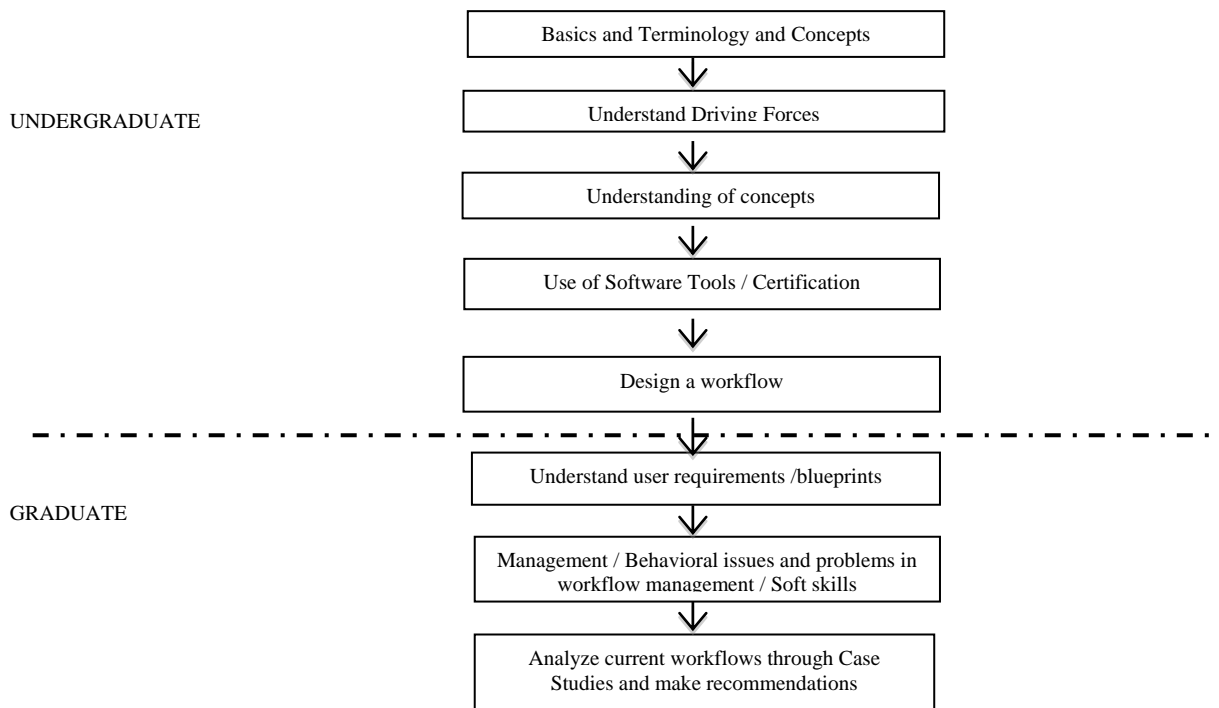 Basics and Terminology and Concepts
UNDERGRADUATE
Understand Driving Forces
Understanding of concepts
Use of Software Tools / Certification
Design a workflow
Understand user requirements /blueprints
GRADUATE
Management / Behavioral issues and problems in
workflow management / Soft skills
Analyze current workflows through Case
Studies and make recommendations